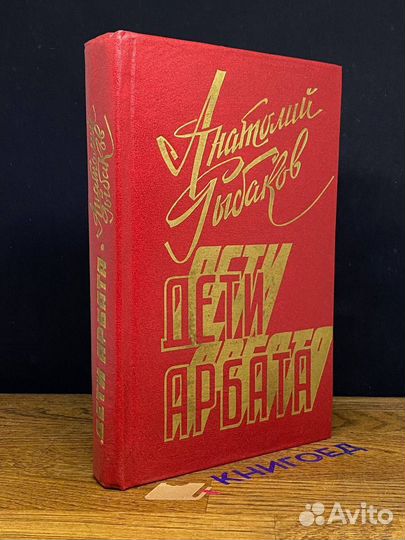 Анатолий
Рыбаков
ДЕТИ
АРБАТА
Анатолий
Рыбаков
ДЕТИ АРБАТА
КНИГОЕД
Avito